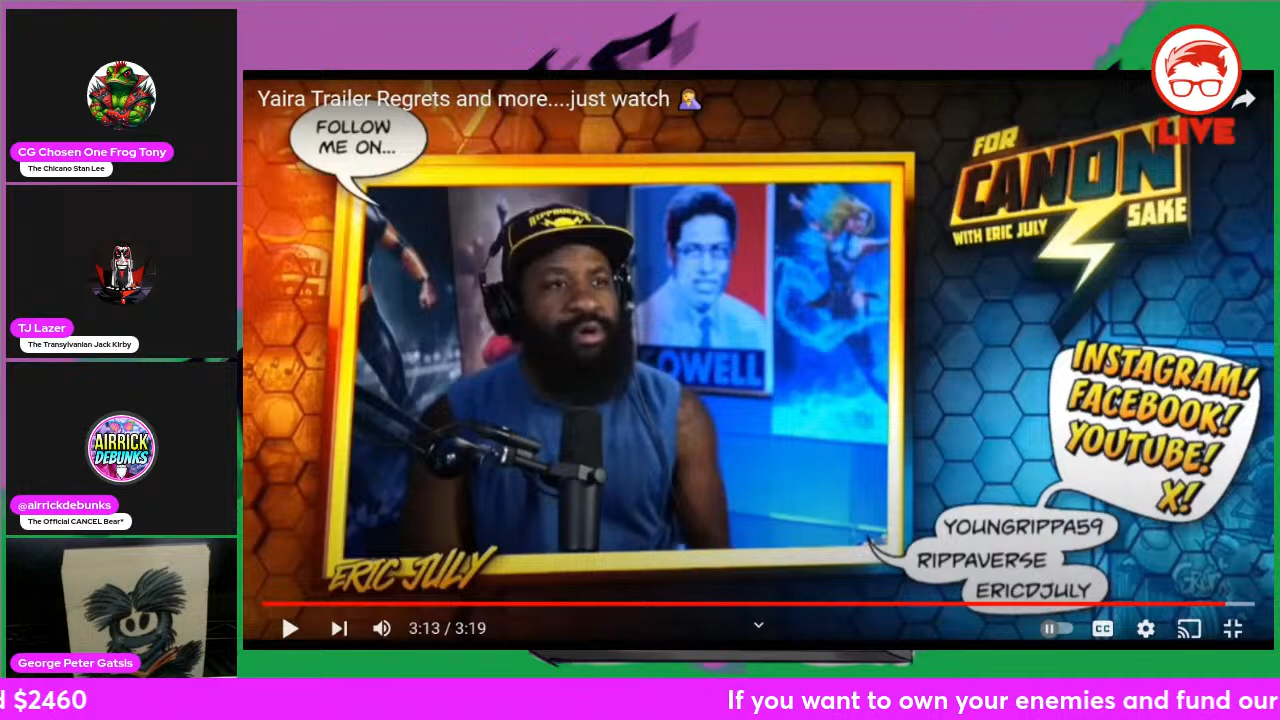 CG Chosen One Frog Tony
The Chicano Stan Lee
TJ Lazer
The Transylvanian Jack Kirby
AIRRICK
DEBUNKS
@airrickdebunks
The Official CANCEL Bear*
George Peter Gatsis
Yaira Trailer Regrets and more....just watch
FOLLOW
ME ON...
RIPPAVERSE
OWELL
ERIC JULY
FOR
CANON
SAKE
WITH ERIC JULY
LIVE
INSTAGRAM!
FACEBOOK!
YOUTUBE!
X!
YOUNGRIPPA59
RIPPAVERSE
ERICDJULY
3:13 / 3:19
CC
d $2460
If you want to own your enemies and fund our